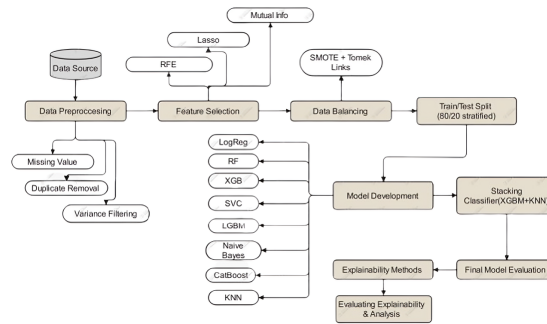 Mutual Info
Lasso
RFE
SMOTE + Tomek
Links
Data Source
Data Preproccesing
Feature Selection
Data Balancing
Train/Test Split
(80/20 stratified)
Missing Value
Duplicate Removal
Variance Filtering
LogReg
RF
XGB
SVC
LGBM
Naive
Bayes
CatBoost
KNN
Model Development
Stacking
Classifier(XGBM+KNN)
Explainability Methods
Final Model Evaluation
Evaluating Explainability
& Analysis